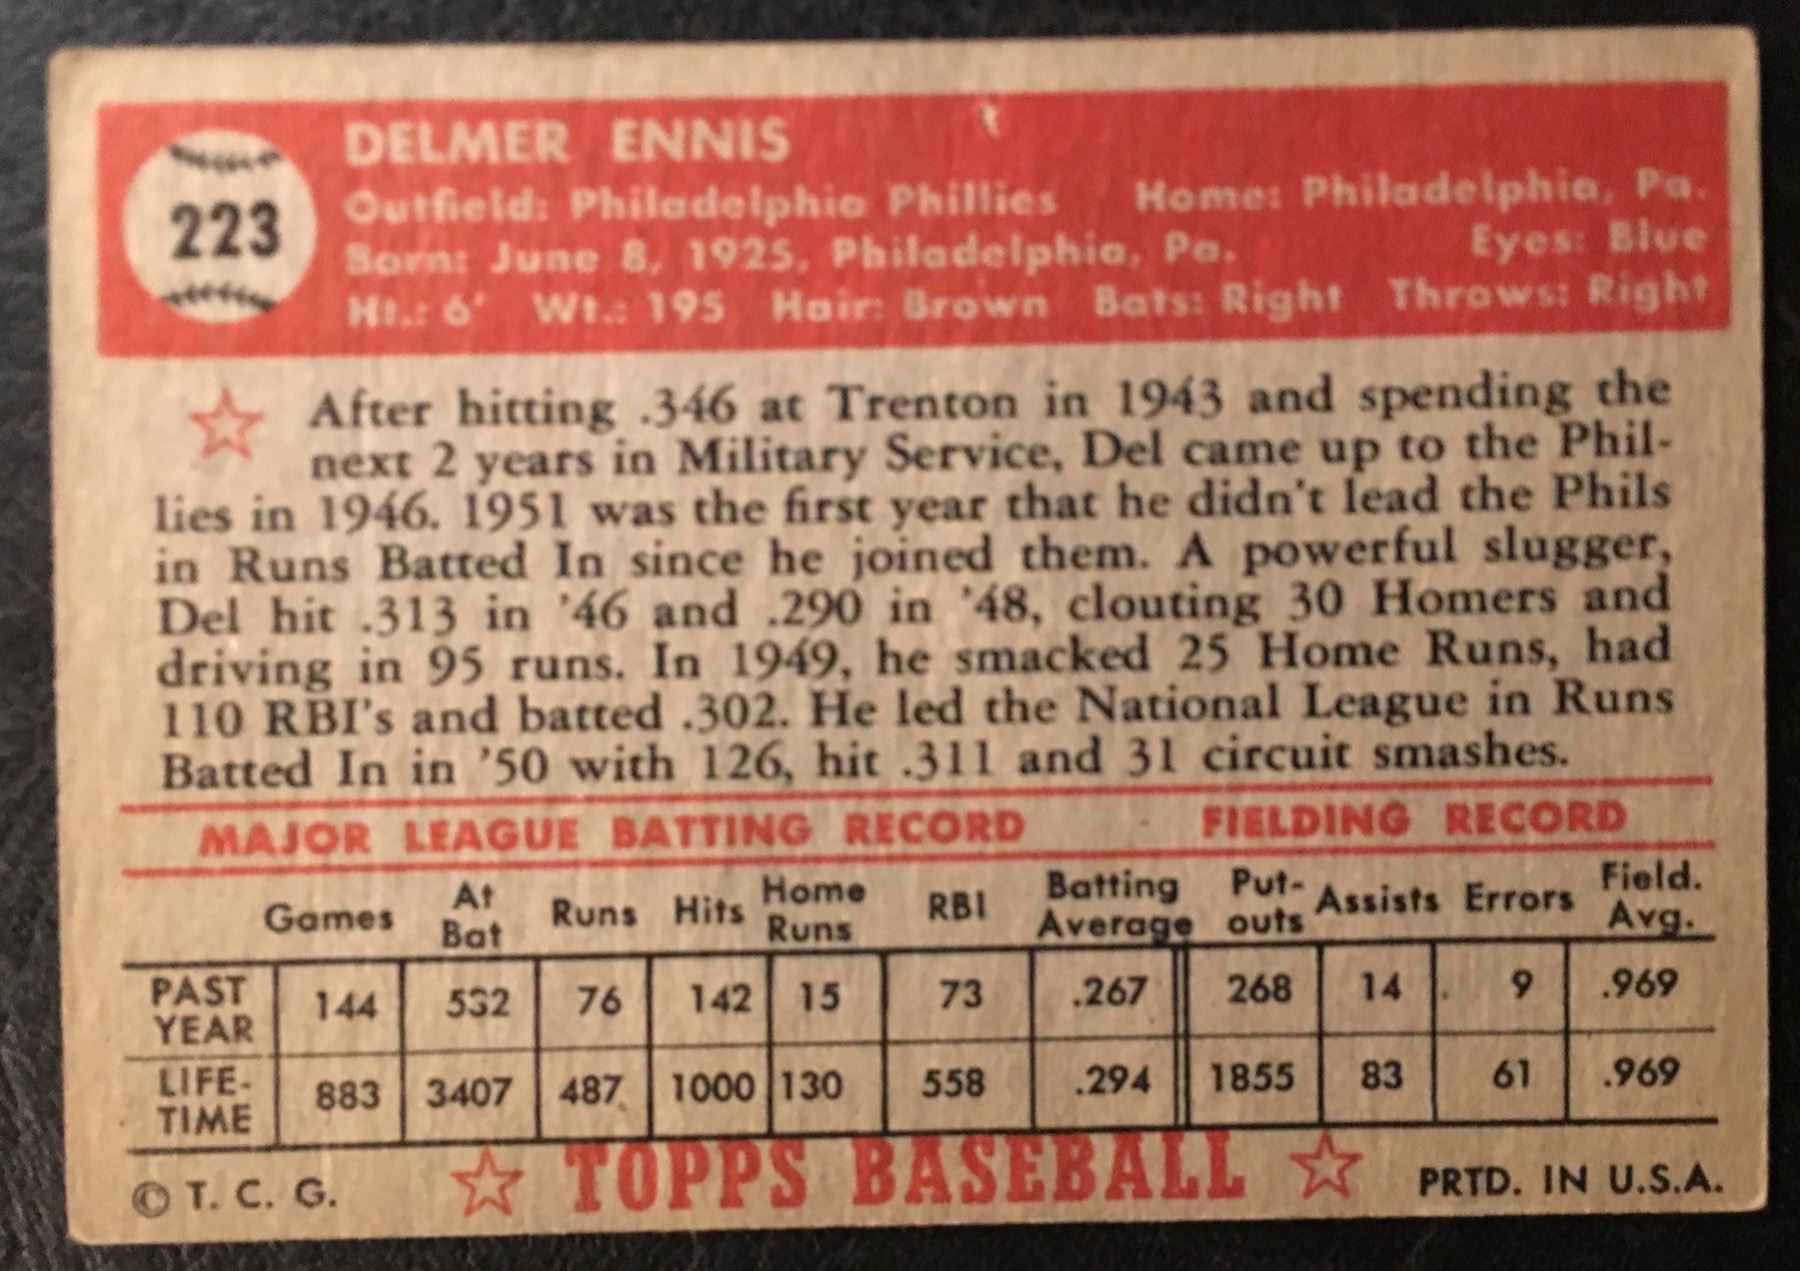 223
DELMER ENNIS
Outfield: Philadelphia Phillies Home: Philadelphia, Pa.
Born: June 8, 1925, Philadelphia, Pa. Eyes: Blue
Ht.: 6' Wt.: 195 Hair: Brown Bats: Right Throws: Right
After hitting .346 at Trenton in 1943 and spending the
next 2 years in Military Service, Del came up to the Phil-
lies in 1946. 1951 was the first year that he didn't lead the Phils
in Runs Batted In since he joined them. A powerful slugger,
Del hit .313 in '46 and .290 in '48, clouting 30 Homers and
driving in 95 runs. In 1949, he smacked 25 Home Runs, had
110 RBI's and batted .302. He led the National League in Runs
Batted In in '50 with 126, hit .311 and 31 circuit smashes.
MAJOR LEAGUE BATTING RECORD FIELDING RECORD
Games At Bat Runs Hits Home Runs RBI Batting Average Put-outs Assists Errors Field. Avg.
PAST YEAR 144 532 76 142 15 73 .267 268 14 9 .969
LIFE-TIME 883 3407 487 1000 130 558 .294 1855 83 61 .969
© T. C. G. TOPPS BASEBALL PRTD. IN U.S.A.